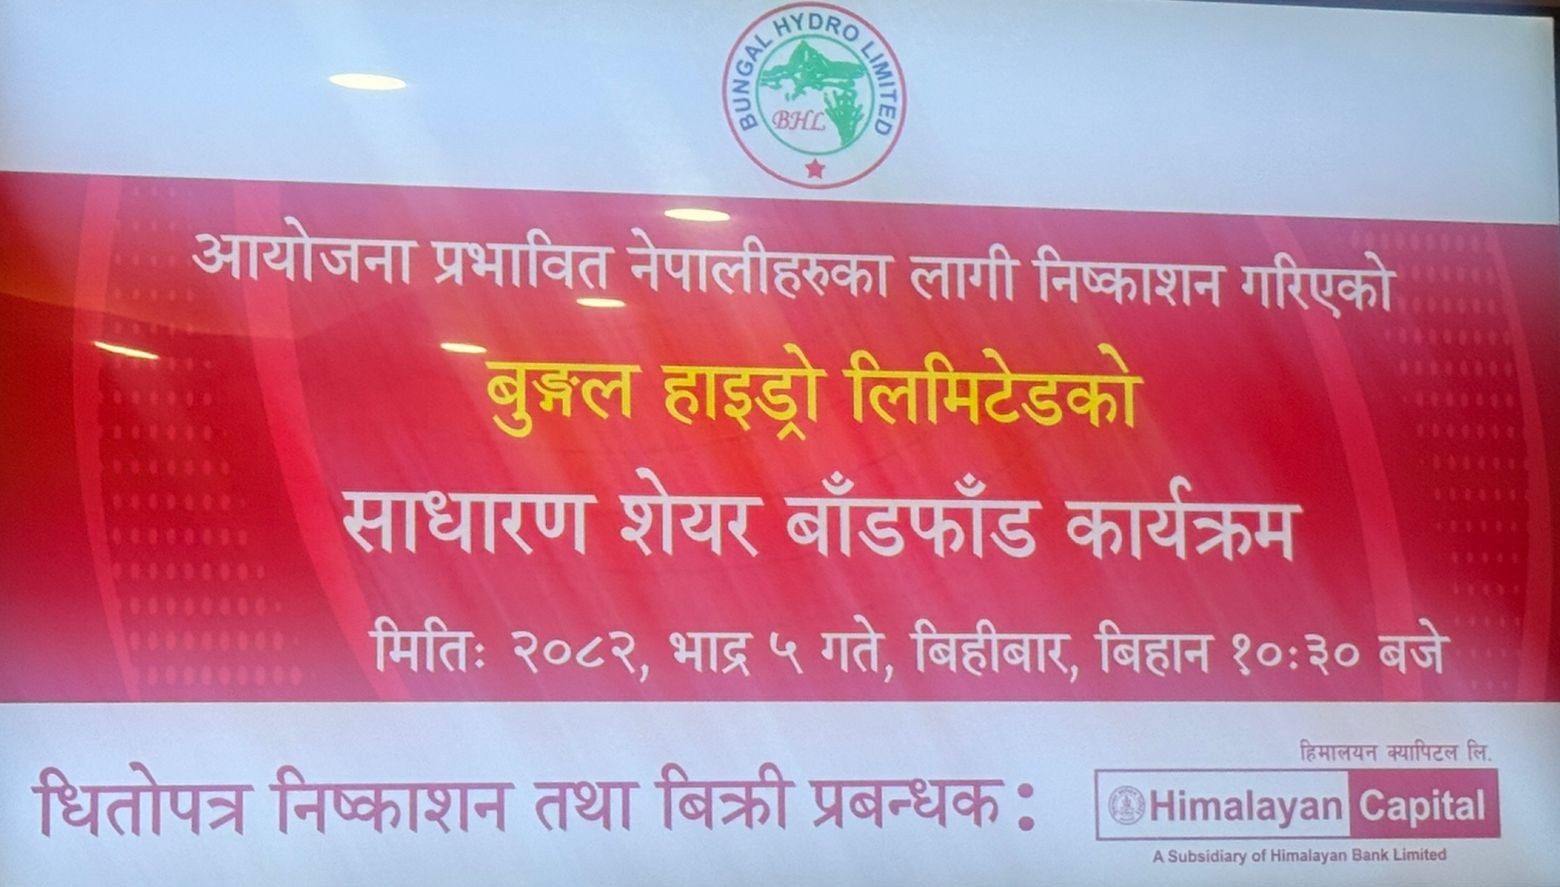 BUNGAL HYDRO LIMITED
BHL
आयोजना प्रभावित नेपालीहरुका लागी निष्काशन गरिएको
बुङ्गल हाइड्रो लिमिटेडको
साधारण शेयर बाँडफाँड कार्यक्रम
मितिः २०८२, भाद्र ५ गते, बिहीबार, बिहान १०:३० बजे
हिमालयन क्यापिटल लि.
धितोपत्र निष्काशन तथा बिक्री प्रबन्धक :
Himalayan Capital
A Subsidiary of Himalayan Bank Limited